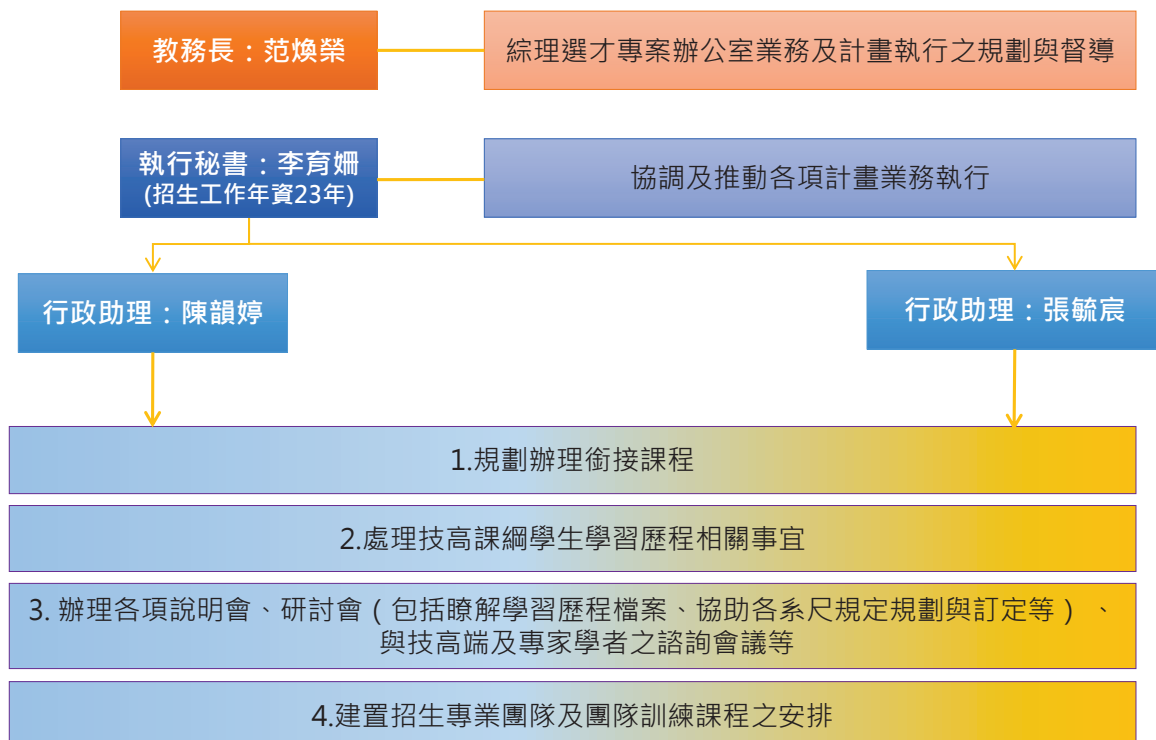 教務長：范煥榮
綜理選才專案辦公室業務及計畫執行之規劃與督導
執行秘書：李育姍
(招生工作年資23年)
協調及推動各項計畫業務執行
行政助理：陳韻婷
行政助理：張毓宸
1.規劃辦理銜接課程
2.處理技高課綱學生學習歷程相關事宜
3. 辦理各項說明會、研討會（包括瞭解學習歷程檔案、協助各系尺規定規劃與訂定等）、
與技高端及專家學者之諮詢會議等
4.建置招生專業團隊及團隊訓練課程之安排